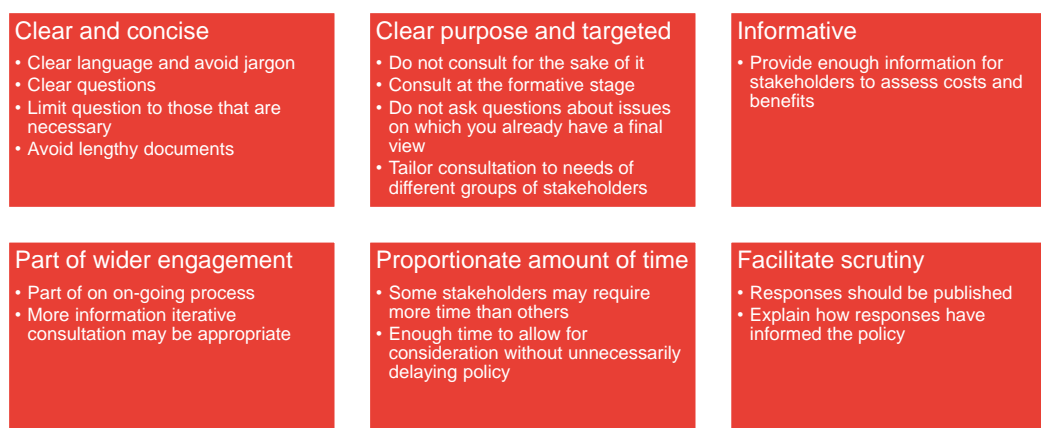 Clear and concise
• Clear language and avoid jargon
• Clear questions
• Limit question to those that are
necessary
• Avoid lengthy documents
Clear purpose and targeted
• Do not consult for the sake of it
• Consult at the formative stage
• Do not ask questions about issues
on which you already have a final
view
• Tailor consultation to needs of
different groups of stakeholders
Informative
• Provide enough information for
stakeholders to assess costs and
benefits
Part of wider engagement
• Part of on on-going process
• More information iterative
consultation may be appropriate
Proportionate amount of time
• Some stakeholders may require
more time than others
• Enough time to allow for
consideration without unnecessarily
delaying policy
Facilitate scrutiny
• Responses should be published
• Explain how responses have
informed the policy